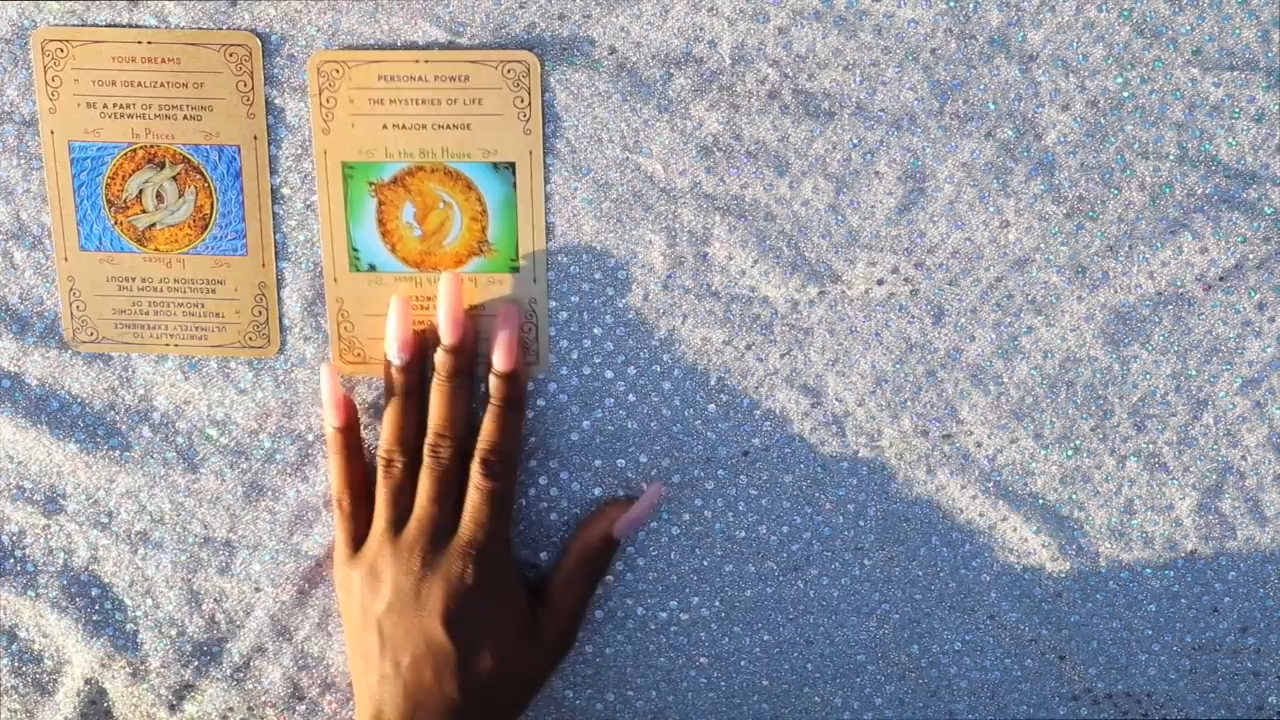 YOUR DREAMS
YOUR IDEALIZATION OF
BE A PART OF SOMETHING
OVERWHELMING AND
In Pisces
In Pisces
RESULTING FROM THE
INDECISION OF OR ABOUT
KNOWLEDGE OF
TRUSTING YOUR PSYCHIC
SPIRITUALITY TO
ULTIMATELY EXPERIENCE
PERSONAL POWER
THE MYSTERIES OF LIFE
A MAJOR CHANGE
In the 8th House